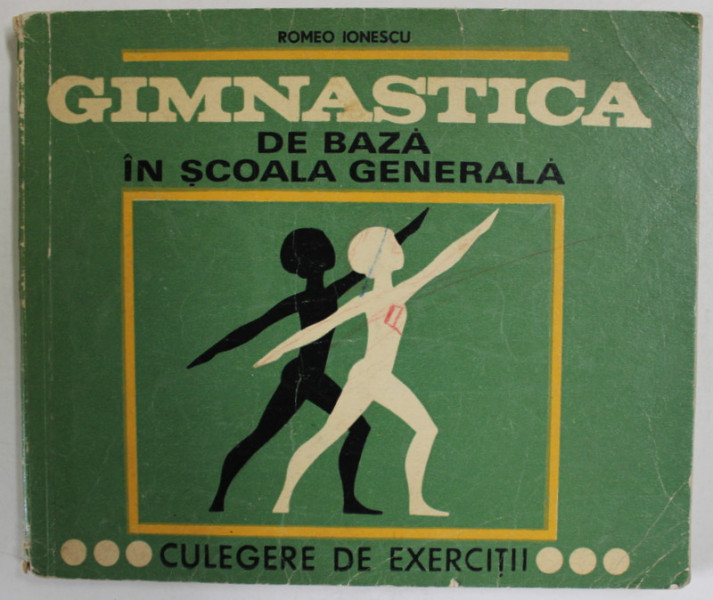 ROMEO IONESCU
GIMNASTICA
DE BAZĂ
ÎN ȘCOALA GENERALĂ
CULEGERE DE EXERCIȚII